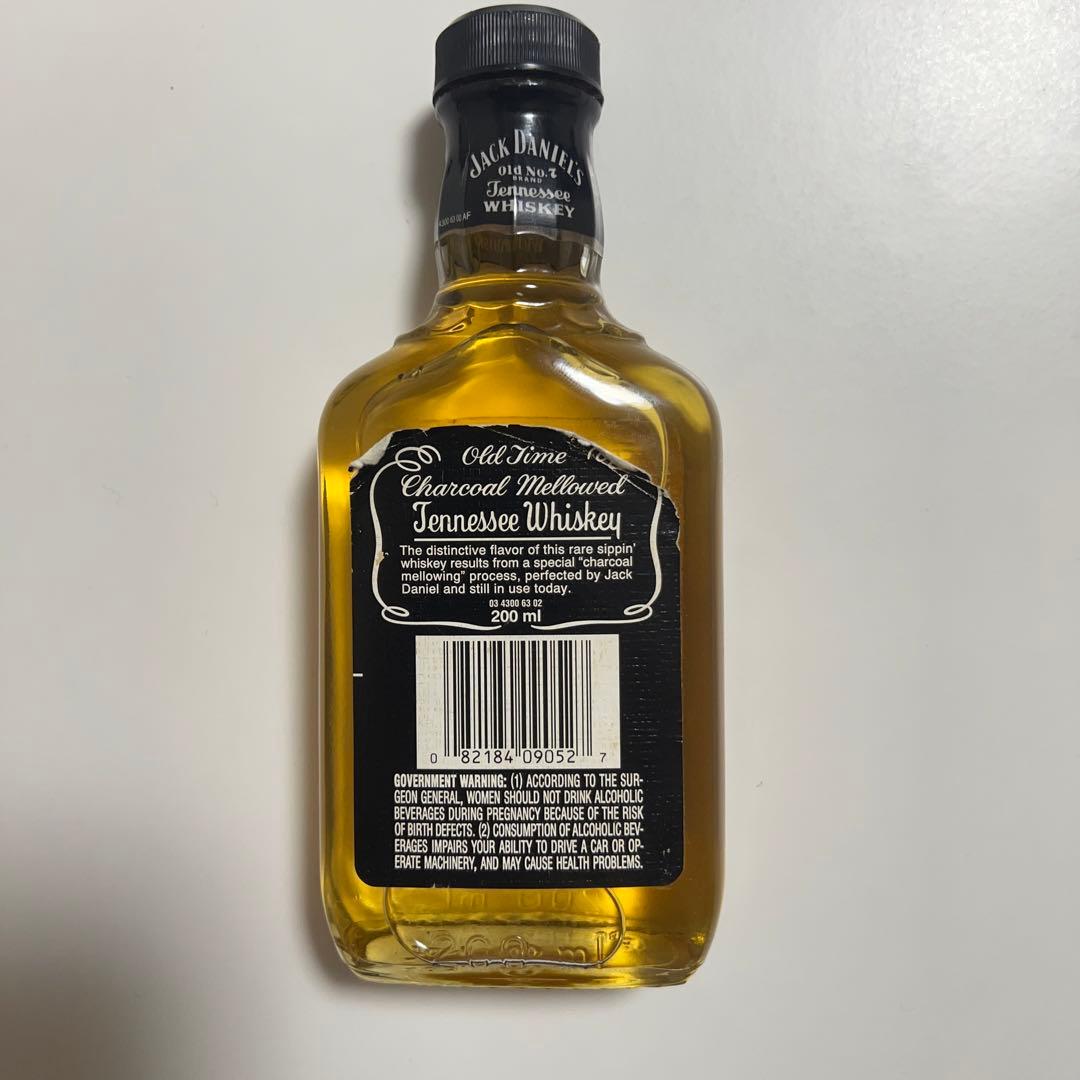 JACK DANIEL'S
Old No.7
BRAND
Tennessee
WHISKEY
Old Time
Charcoal Mellowed
Tennessee Whiskey
The distinctive flavor of this rare sippin'
whiskey results from a special "charcoal
mellowing" process, perfected by Jack
Daniel and still in use today.
03 4300 63 02
200 ml
0 82184 09052 7
GOVERNMENT WARNING: (1) ACCORDING TO THE SUR-
GEON GENERAL, WOMEN SHOULD NOT DRINK ALCOHOLIC
BEVERAGES DURING PREGNANCY BECAUSE OF THE RISK
OF BIRTH DEFECTS. (2) CONSUMPTION OF ALCOHOLIC BEV-
ERAGES IMPAIRS YOUR ABILITY TO DRIVE A CAR OR OP-
ERATE MACHINERY, AND MAY CAUSE HEALTH PROBLEMS.
200 ml